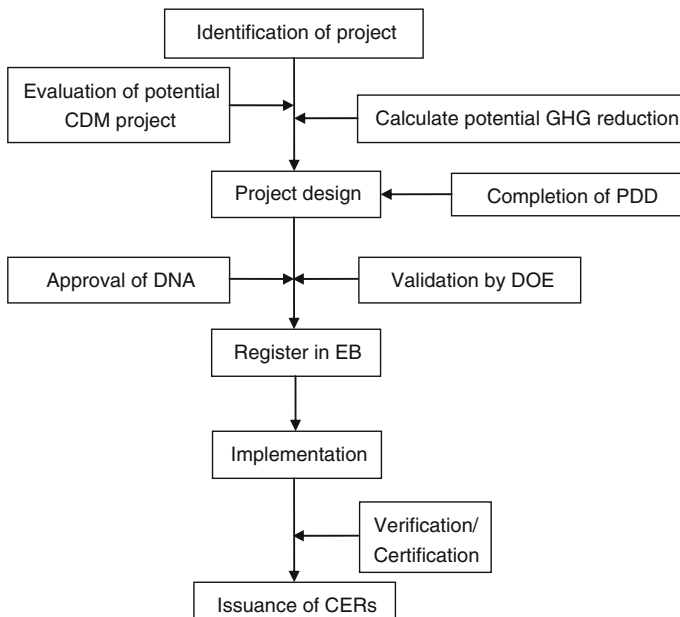 Identification of project
Evaluation of potential
CDM project
Calculate potential GHG reduction
Project design
Completion of PDD
Approval of DNA
Validation by DOE
Register in EB
Implementation
Verification/
Certification
Issuance of CERs